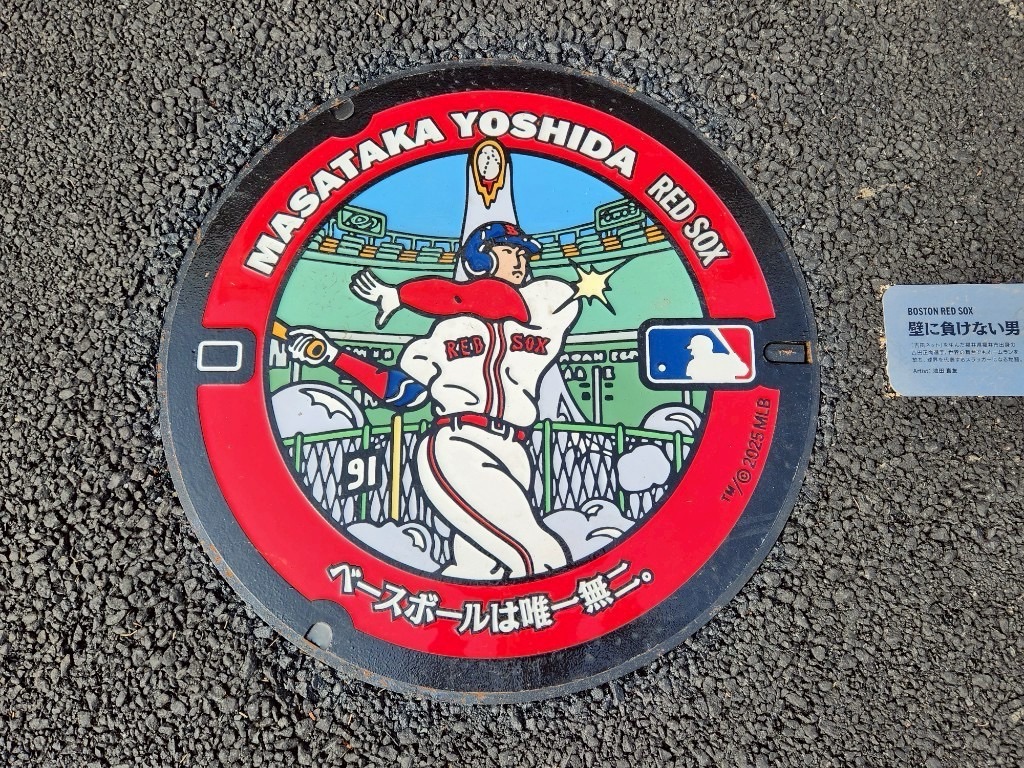 MASATAKA YOSHIDA RED SOX
B
RED SOX
91
TM/© 2025 MLB
ベースボールは唯一無二。
BOSTON RED SOX
壁に負けない男